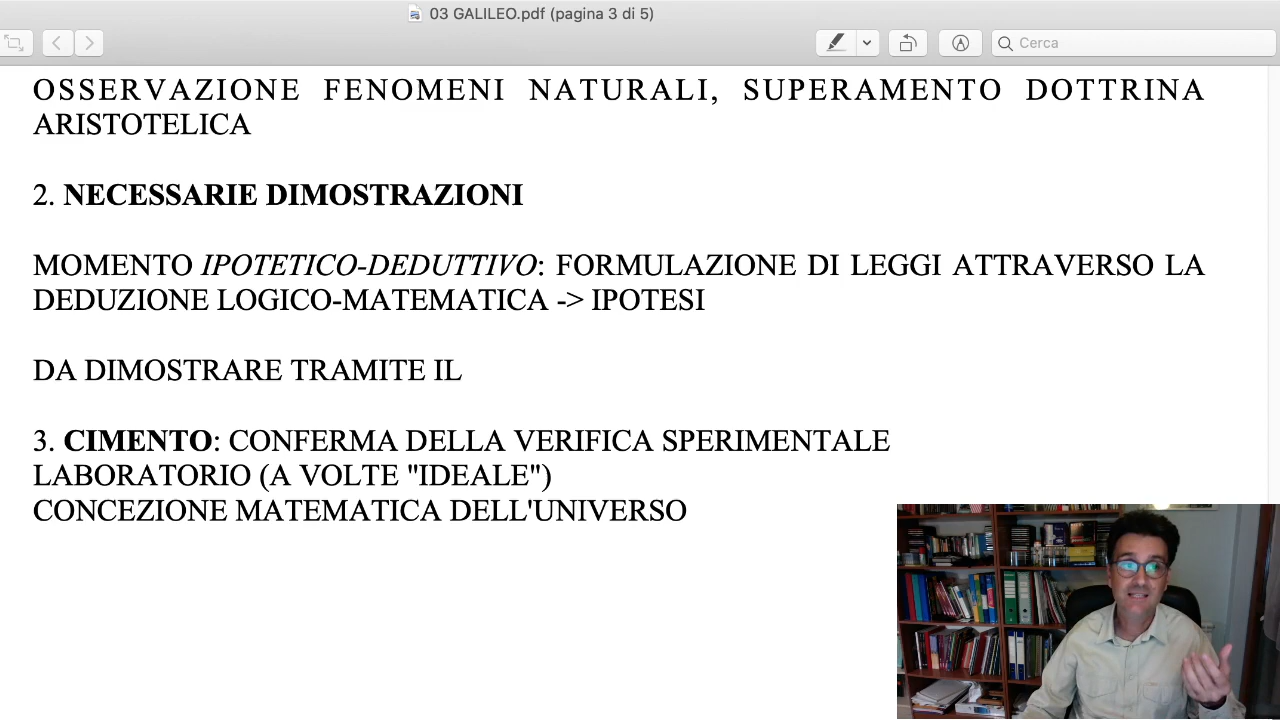 03 GALILEO.pdf (pagina 3 di 5)
Cerca
OSSERVAZIONE FENOMENI NATURALI, SUPERAMENTO DOTTRINA
ARISTOTELICA
2. NECESSARIE DIMOSTRAZIONI
MOMENTO IPOTETICO-DEDUTTIVO: FORMULAZIONE DI LEGGI ATTRAVERSO LA
DEDUZIONE LOGICO-MATEMATICA -> IPOTESI
DA DIMOSTRARE TRAMITE IL
3. CIMENTO: CONFERMA DELLA VERIFICA SPERIMENTALE
LABORATORIO (A VOLTE "IDEALE")
CONCEZIONE MATEMATICA DELL'UNIVERSO